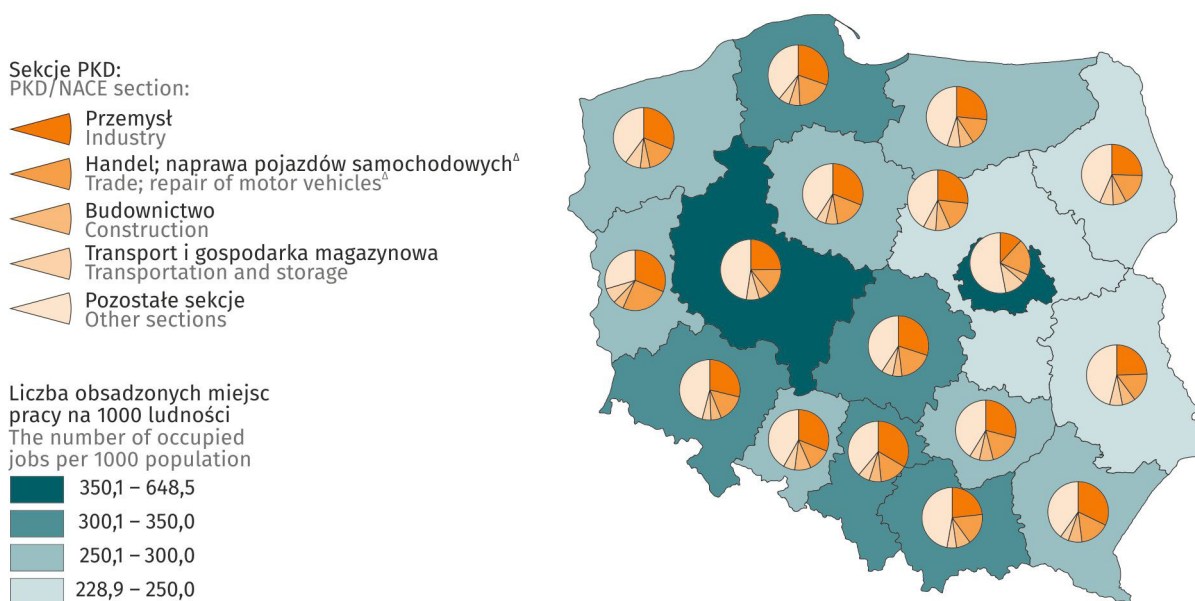 Sekcje PKD:
PKD/NACE section:
Przemysł
Industry
Handel; naprawa pojazdów samochodowych∆
Trade; repair of motor vehicles∆
Budownictwo
Construction
Transport i gospodarka magazynowa
Transportation and storage
Pozostałe sekcje
Other sections
Liczba obsadzonych miejsc
pracy na 1000 ludności
The number of occupied
jobs per 1000 population
350,1 – 648,5
300,1 – 350,0
250,1 – 300,0
228,9 – 250,0